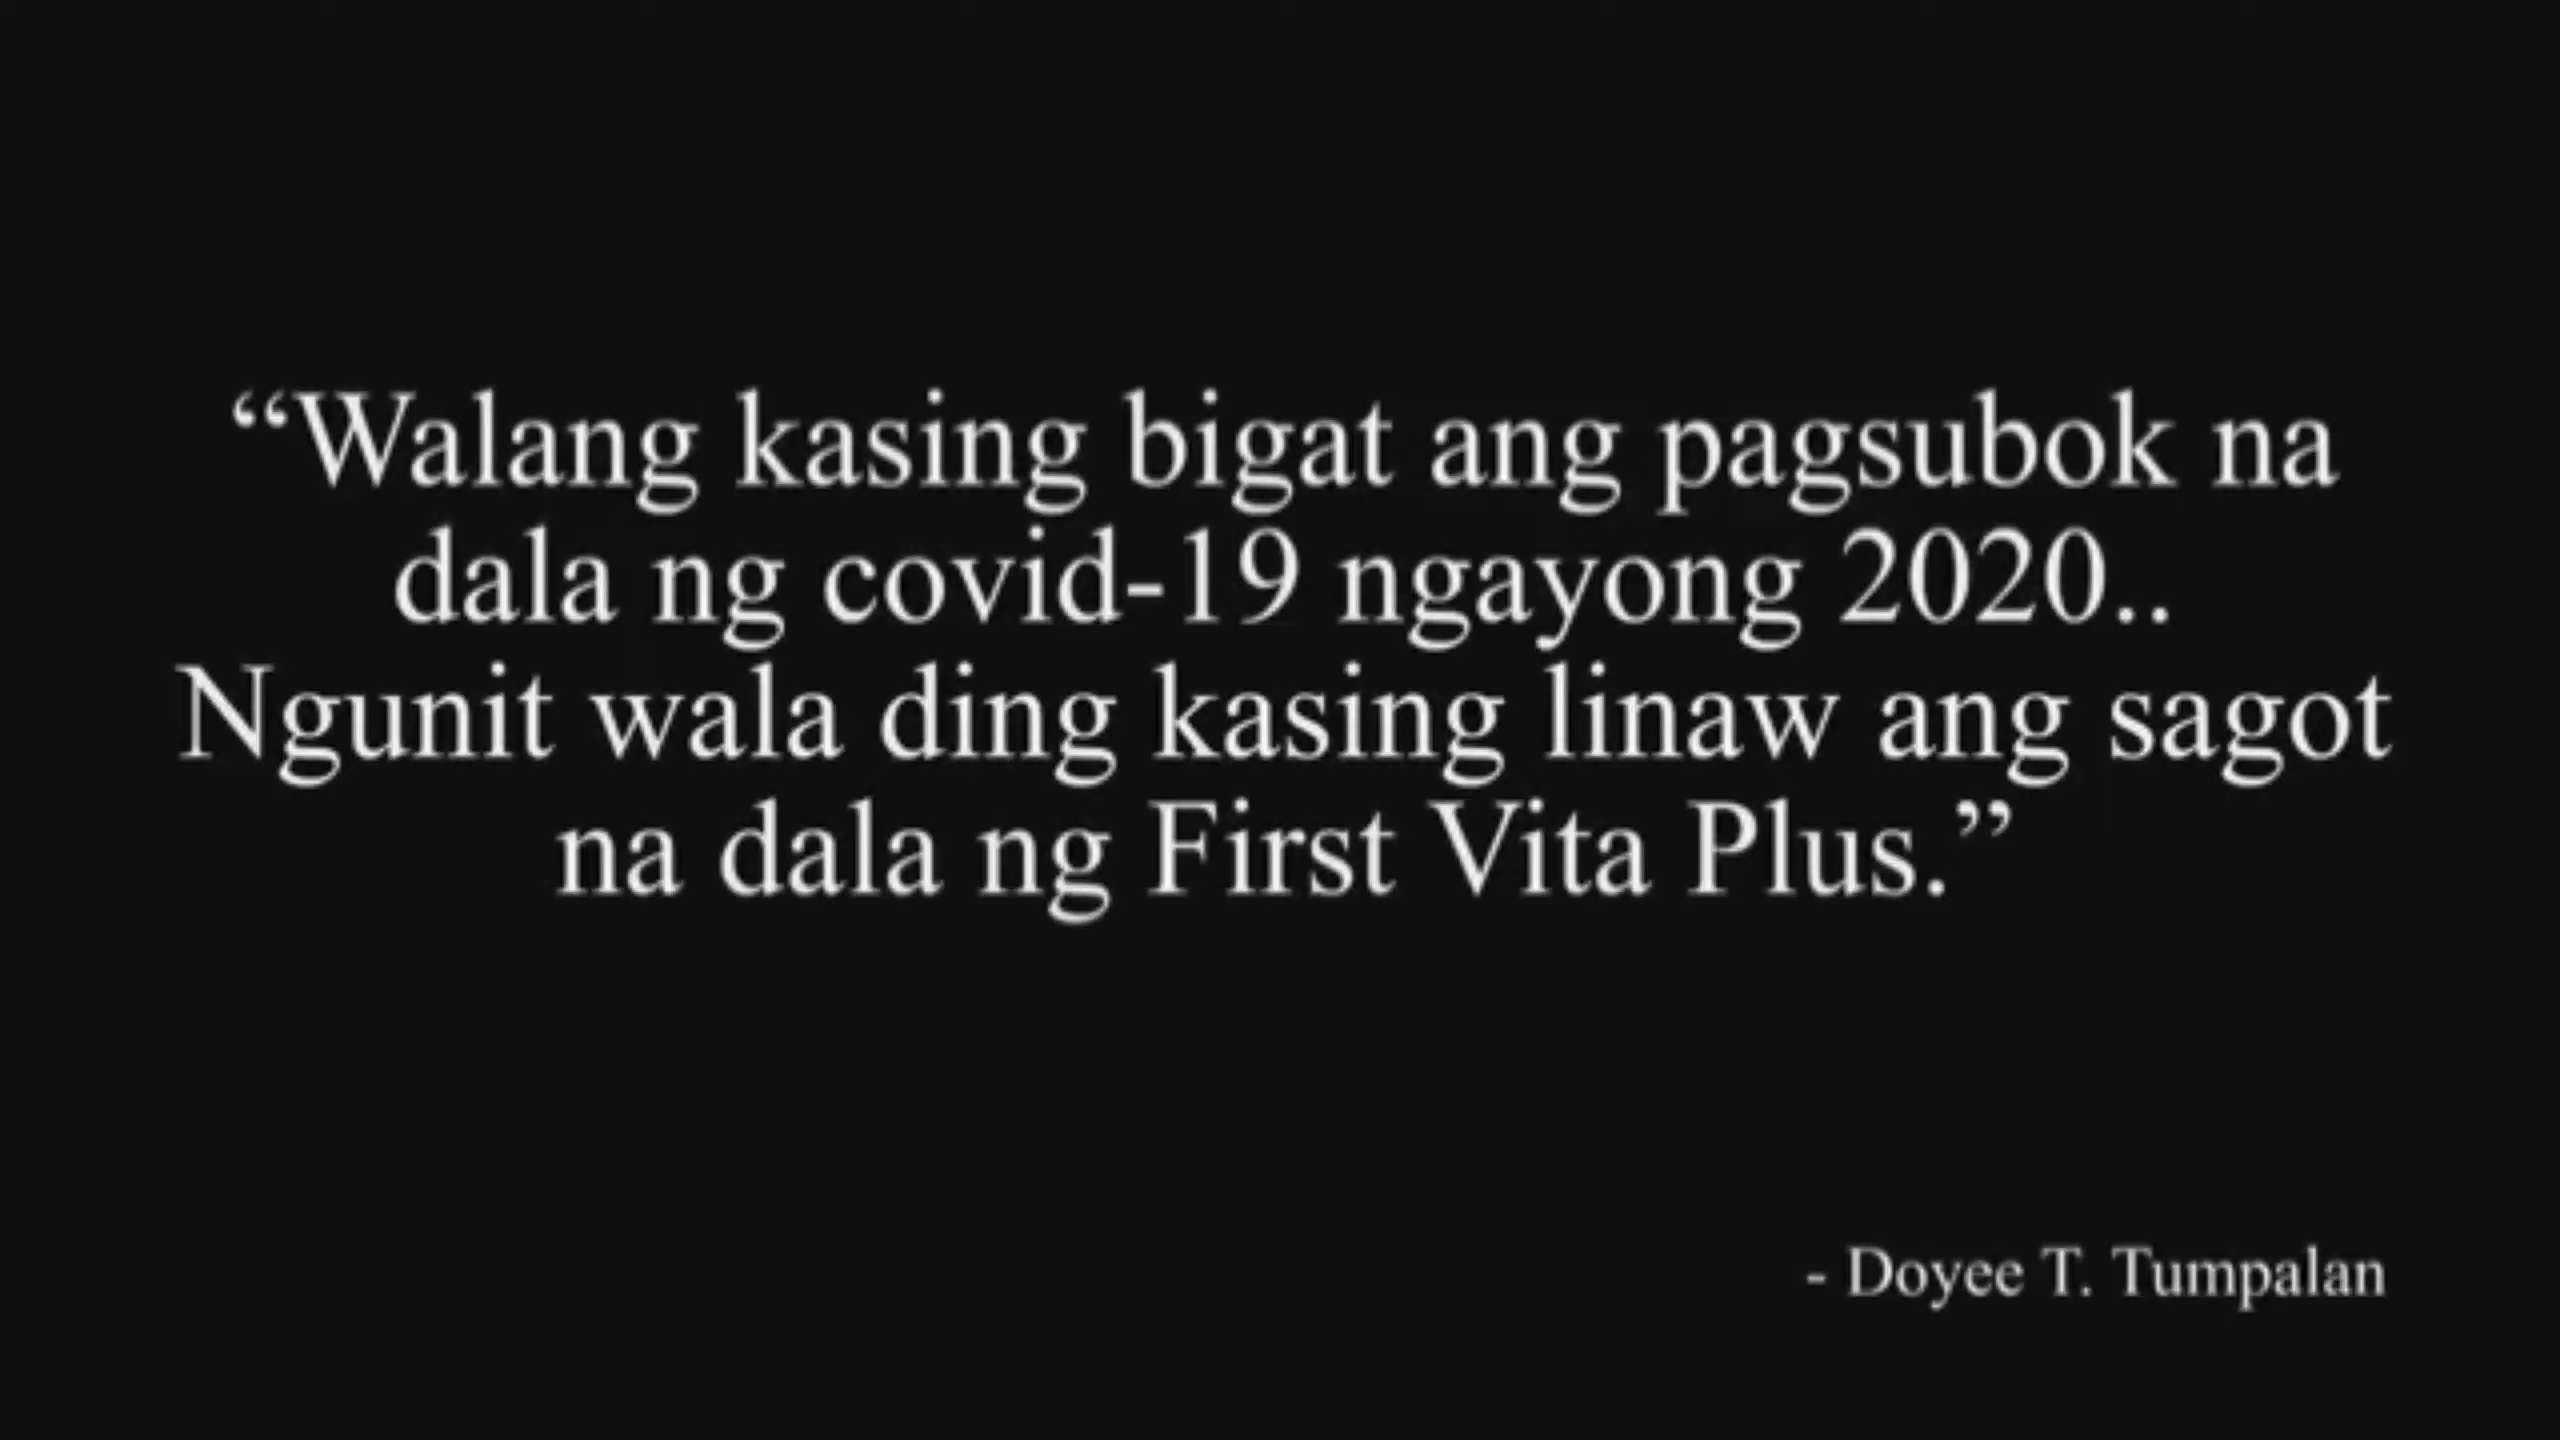 “Walang kasing bigat ang pagsubok na
dala ng covid-19 ngayong 2020..
Ngunit wala ding kasing linaw ang sagot
na dala ng First Vita Plus.”
- Doyee T. Tumpalan